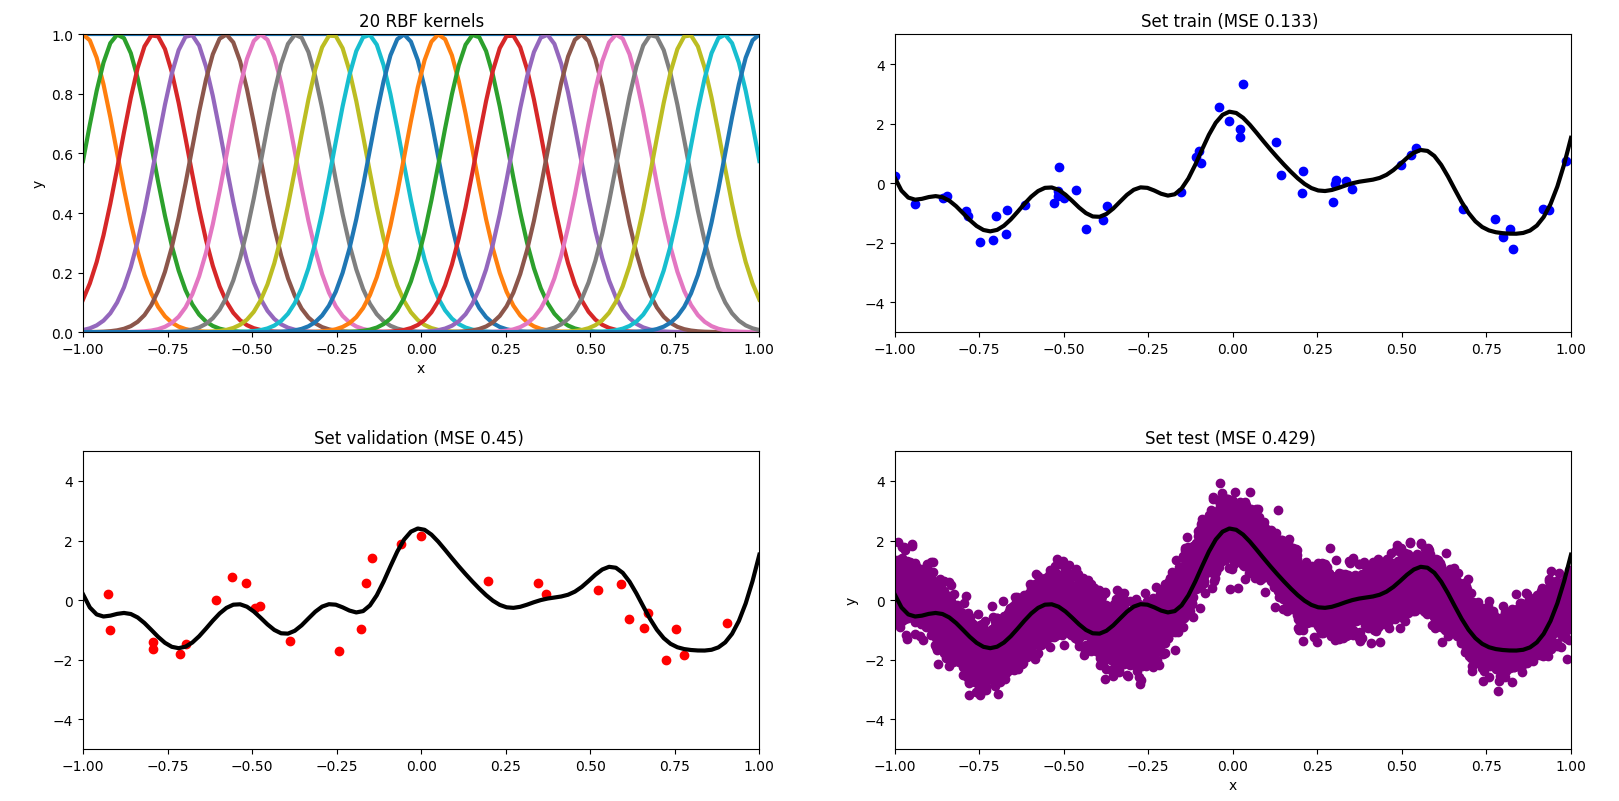 20 RBF kernels
1.0
0.8
0.6
0.4
0.2
0.0
y
−1.00 −0.75 −0.50 −0.25 0.00 0.25 0.50 0.75 1.00
x
Set train (MSE 0.133)
4
2
0
−2
−4
−1.00 −0.75 −0.50 −0.25 0.00 0.25 0.50 0.75 1.00
Set validation (MSE 0.45)
4
2
0
−2
−4
−1.00 −0.75 −0.50 −0.25 0.00 0.25 0.50 0.75 1.00
Set test (MSE 0.429)
4
2
0
−2
−4
y
−1.00 −0.75 −0.50 −0.25 0.00 0.25 0.50 0.75 1.00
x